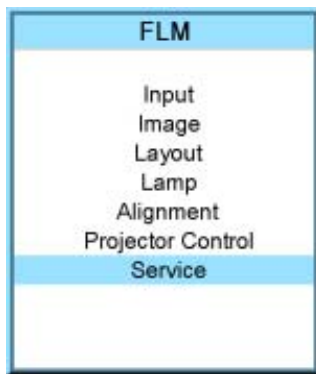 FLM
Input
Image
Layout
Lamp
Alignment
Projector Control
Service